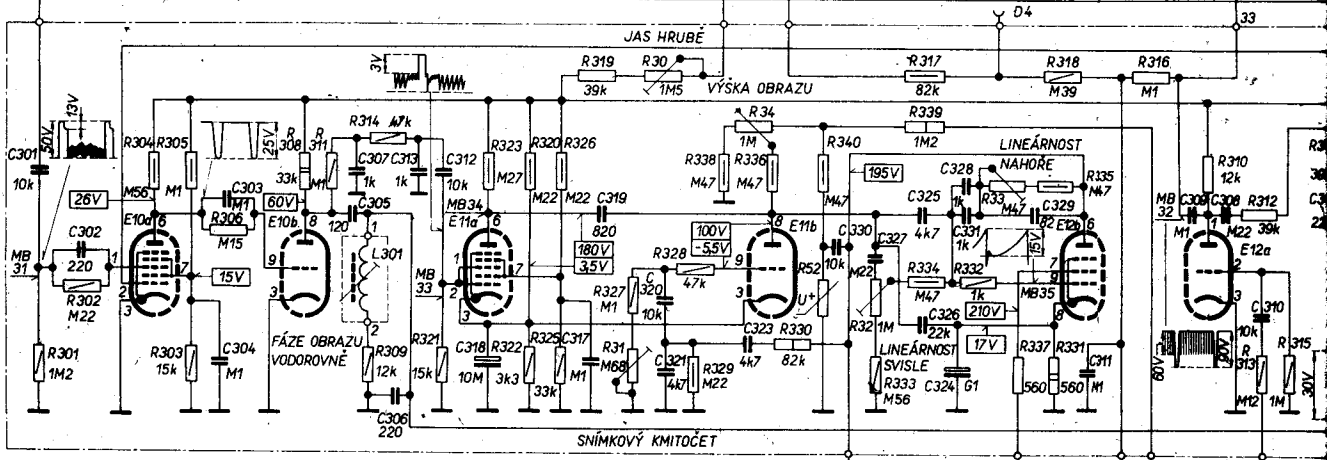 D4
33
JAS HRUBĚ
R319
39k
R30
1M5
VÝŠKA OBRAZU
R317
82k
R318
M39
R316
M1
3V
13V
50V
C301
10k
26V
R304
M56
R305
M1
25V
C303
M1
R306
M15
60V
R
308
33k
R
311
M1
R314
47k
C307
1k
C313
1k
C312
10k
R323
M27
R320
M22
R326
M22
C319
820
180V
3,5V
R34
1M
R338
M47
R336
M47
R340
M47
R339
1M2
195V
LINEÁRNOST
NAHOŘE
C328
1k
R33
M47
R335
M47
C325
4k7
C331
1k
C329
82
15V
R310
12k
MB
32
C309
M1
C308
M22
R312
39k
E10a
E10b
E11a
E11b
E12b
E12a
MB
31
C302
220
R302
M22
15V
120
C305
L301
MB34
MB
33
100V
-5,5V
R328
47k
R327
M1
C
320
10k
R52
U+
C330
10k
C327
M22
R334
M47
R332
1k
MB35
R32
1M
C326
22k
210V
17V
LINEÁRNOST
SVISLE
R333
M56
C324
G1
R337
560
R331
560
C311
M1
60V
90V
C310
10k
R
313
M12
R315
1M
30V
R301
1M2
R303
15k
C304
M1
FÁZE OBRAZU
VODOROVNĚ
R309
12k
C306
220
R321
15k
C318
10M
R322
3k3
R325
33k
C317
M1
R31
M68
C321
4k7
R329
M22
C323
4k7
R330
82k
SNÍMKOVÝ KMITOČET